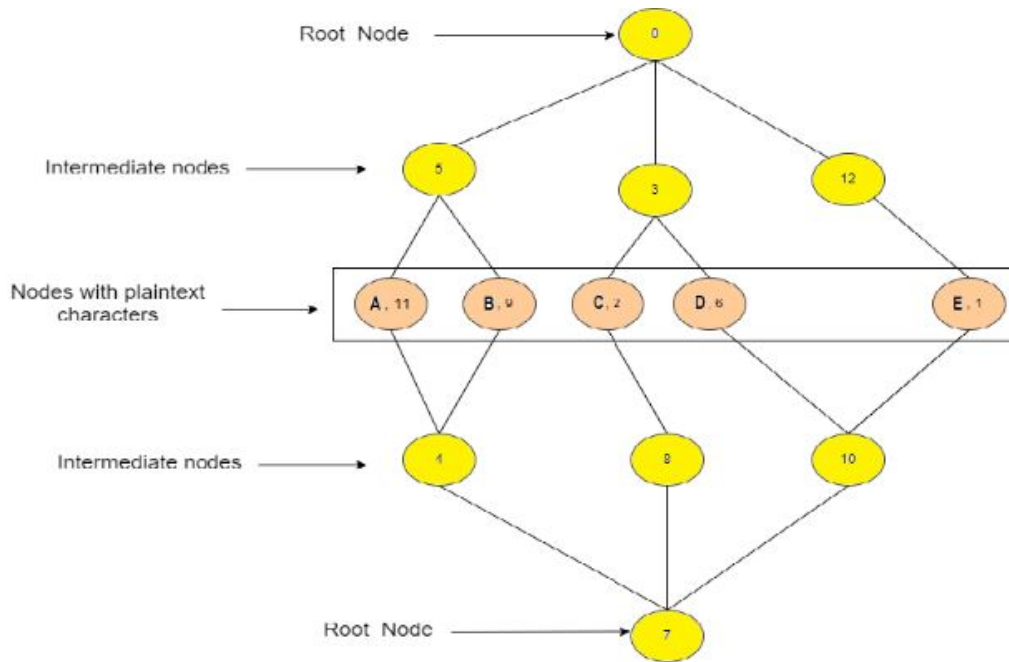 Root Node
0
Intermediate nodes
5
3
12
Nodes with plaintext
characters
A, 11
B, 9
C, 2
D, 6
E, 1
Intermediate nodes
4
8
10
Root Node
7